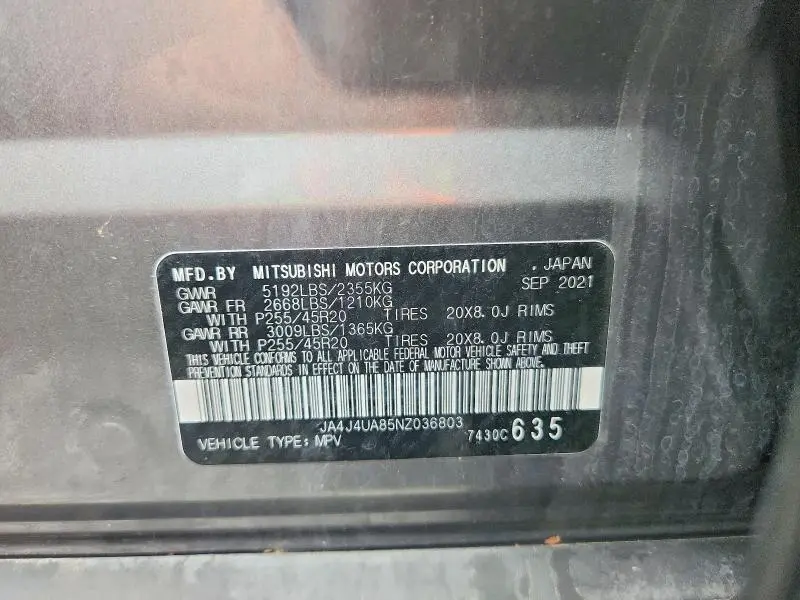 MFD.BY MITSUBISHI MOTORS CORPORATION . JAPAN
GVWR 5192LBS/2355KG SEP 2021
GAWR FR 2668LBS/1210KG
WITH P255/45R20 TIRES 20X8.0J RIMS
GAWR RR 3009LBS/1365KG
WITH P255/45R20 TIRES 20X8.0J RIMS
THIS VEHICLE CONFORMS TO ALL APPLICABLE FEDERAL MOTOR VEHICLE SAFETY AND THEFT
PREVENTION STANDARDS IN EFFECT ON THE DATE OF MANUFACTURE SHOWN ABOVE.
JA4J4UA85NZ036803
VEHICLE TYPE: MPV 7430C 635